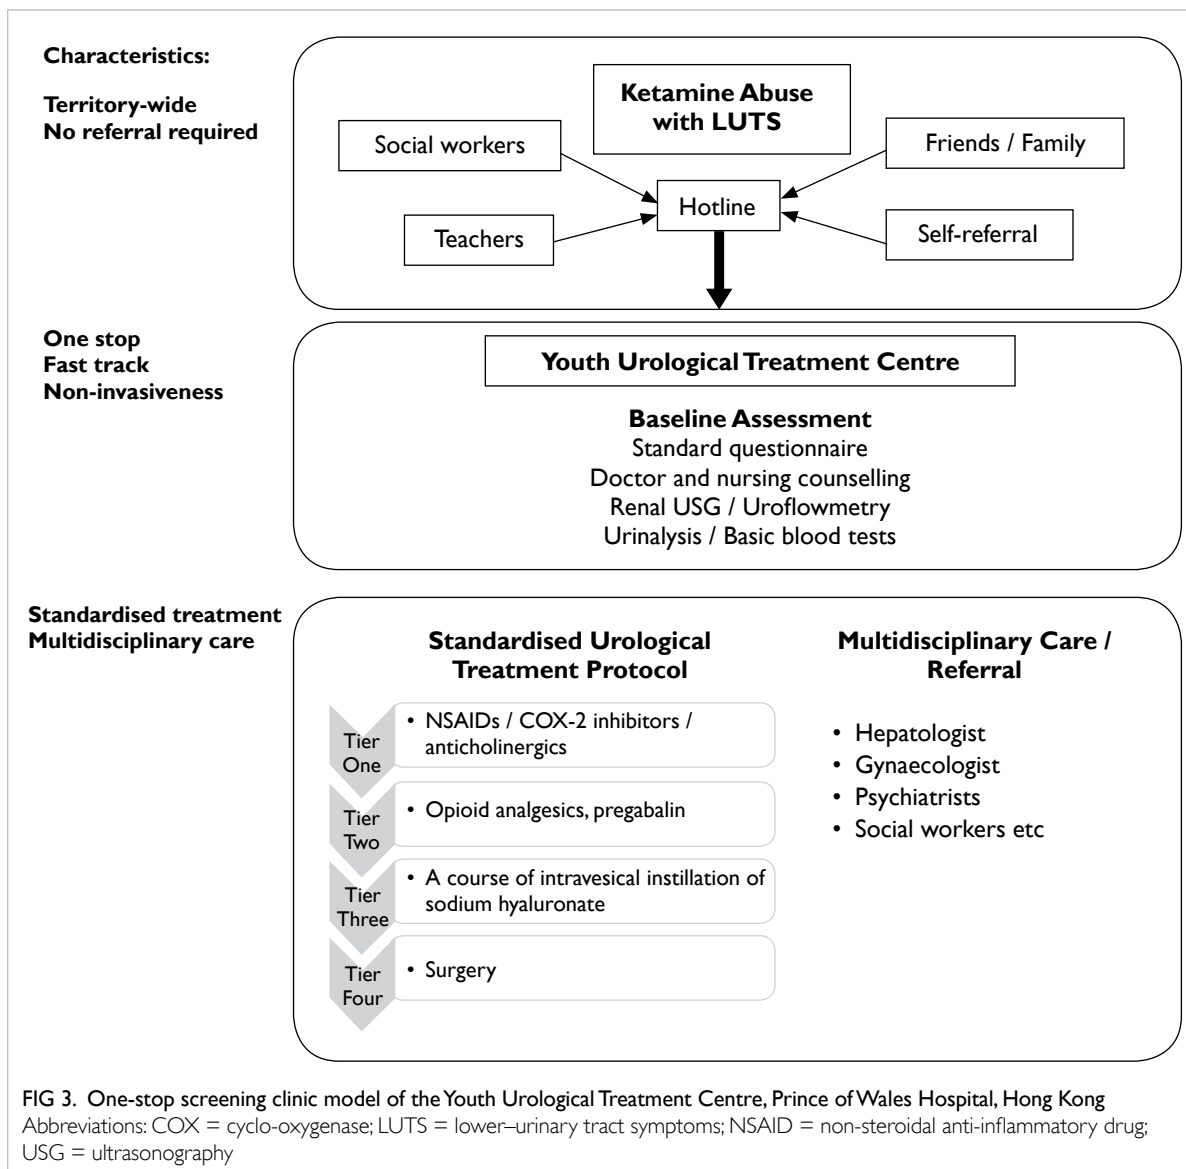 Characteristics:
Territory-wide
No referral required
Ketamine Abuse
with LUTS
Social workers
Friends / Family
Hotline
Teachers
Self-referral
One stop
Fast track
Non-invasiveness
Youth Urological Treatment Centre
Baseline Assessment
Standard questionnaire
Doctor and nursing counselling
Renal USG / Uroflowmetry
Urinalysis / Basic blood tests
Standardised treatment
Multidisciplinary care
Standardised Urological
Treatment Protocol
Tier
One
• NSAIDs / COX-2 inhibitors /
anticholinergics
Tier
Two
• Opioid analgesics, pregabalin
Tier
Three
• A course of intravesical instillation of
sodium hyaluronate
Tier
Four
• Surgery
Multidisciplinary Care /
Referral
• Hepatologist
• Gynaecologist
• Psychiatrists
• Social workers etc
FIG 3. One-stop screening clinic model of the Youth Urological Treatment Centre, Prince of Wales Hospital, Hong Kong
Abbreviations: COX = cyclo-oxygenase; LUTS = lower–urinary tract symptoms; NSAID = non-steroidal anti-inflammatory drug;
USG = ultrasonography